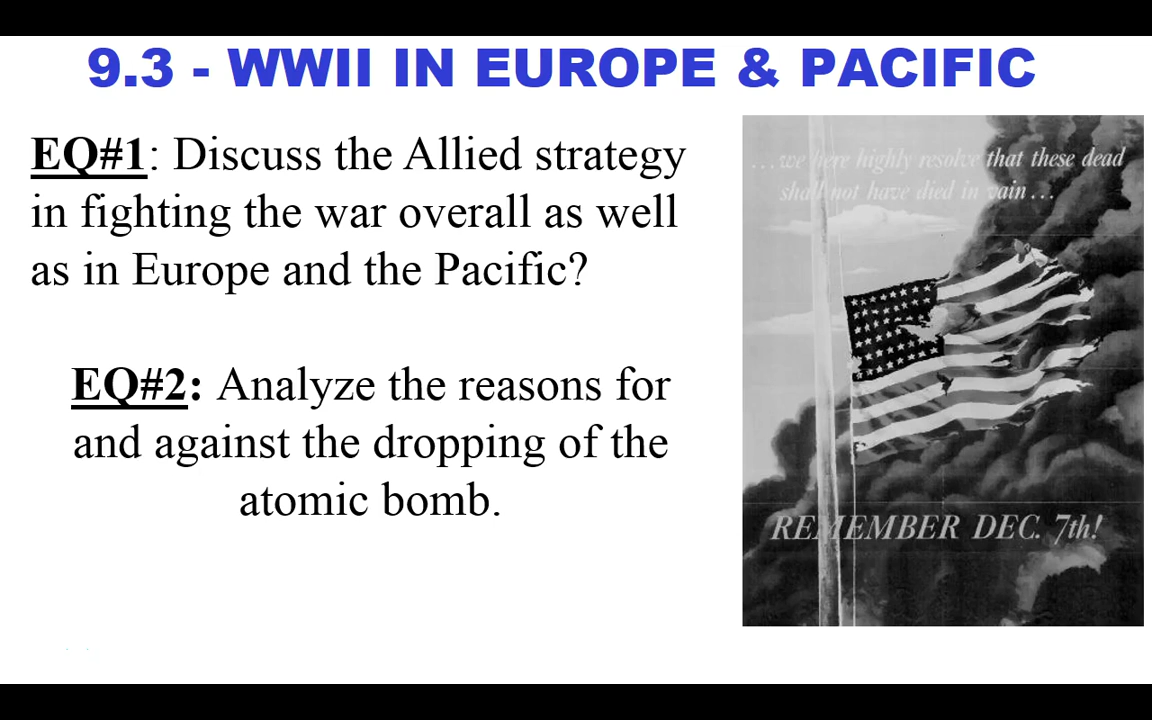 9.3 - WWII IN EUROPE & PACIFIC
EQ#1: Discuss the Allied strategy
in fighting the war overall as well
as in Europe and the Pacific?
EQ#2: Analyze the reasons for
and against the dropping of the
atomic bomb.
...we here highly resolve that these dead
shall not have died in vain...
REMEMBER DEC. 7th!